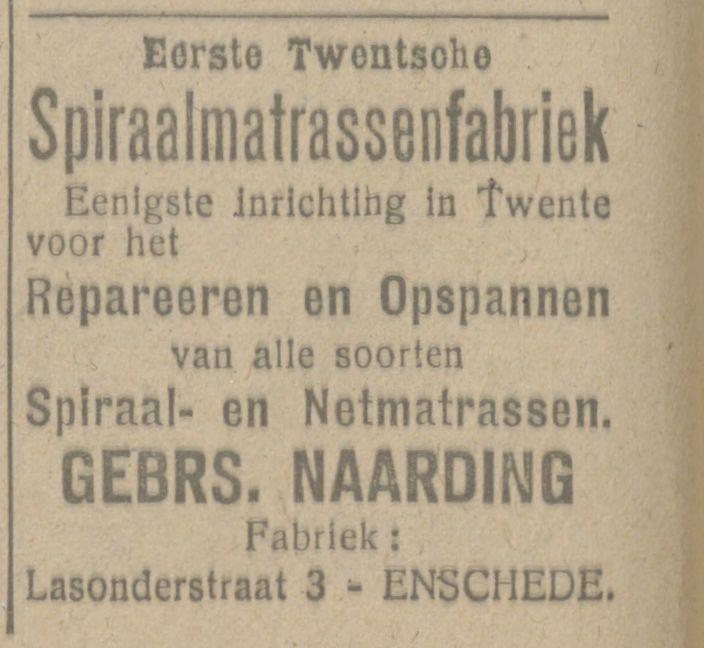 Eerste Twentsche
Spiraalmatrassenfabriek
Eenigste inrichting in Twente
voor het
Repareeren en Opspannen
van alle soorten
Spiraal- en Netmatrassen.
GEBRS. NAARDING
Fabriek:
Lasonderstraat 3 - ENSCHEDE.